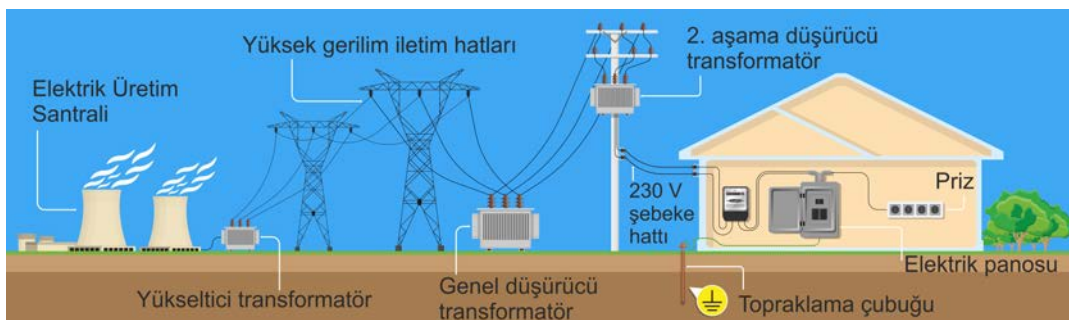 Elektrik Üretim
Santrali
Yüksek gerilim iletim hatları
2. aşama düşürücü
transformatör
230 V
şebeke
hattı
Priz
Elektrik panosu
Yükseltici transformatör
Genel düşürücü
transformatör
Topraklama çubuğu